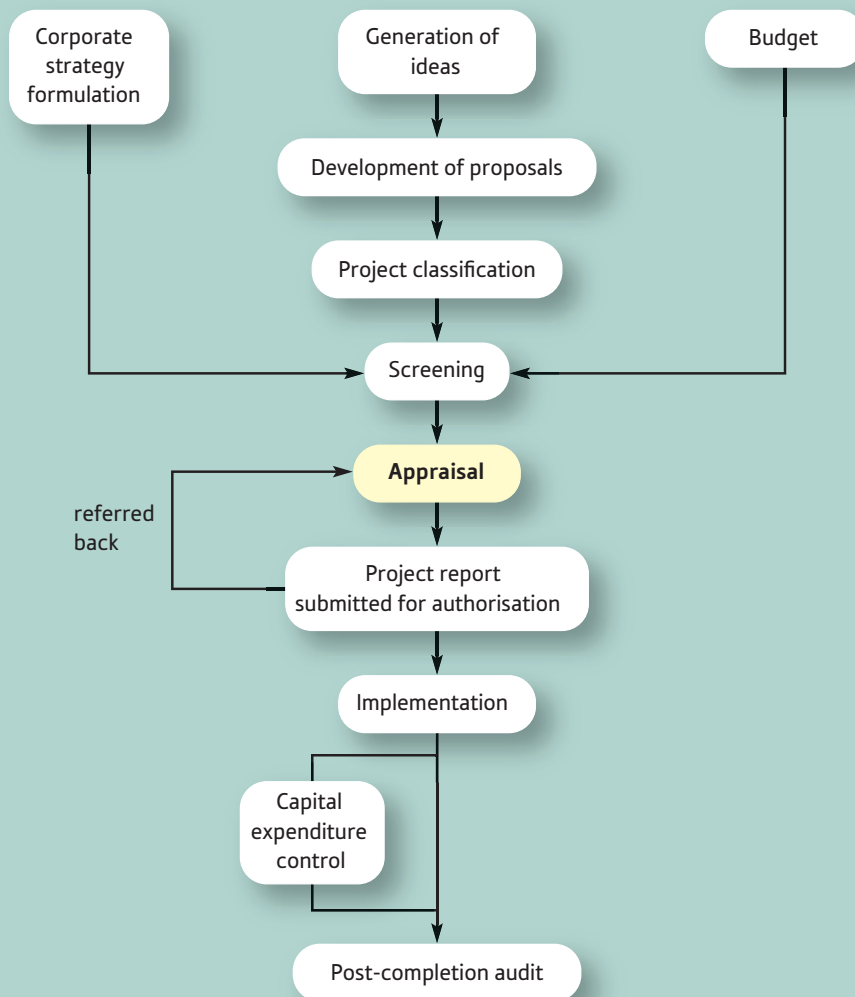 Corporate
strategy
formulation
Generation of
ideas
Budget
Development of proposals
Project classification
Screening
Appraisal
referred
back
Project report
submitted for authorisation
Implementation
Capital
expenditure
control
Post-completion audit